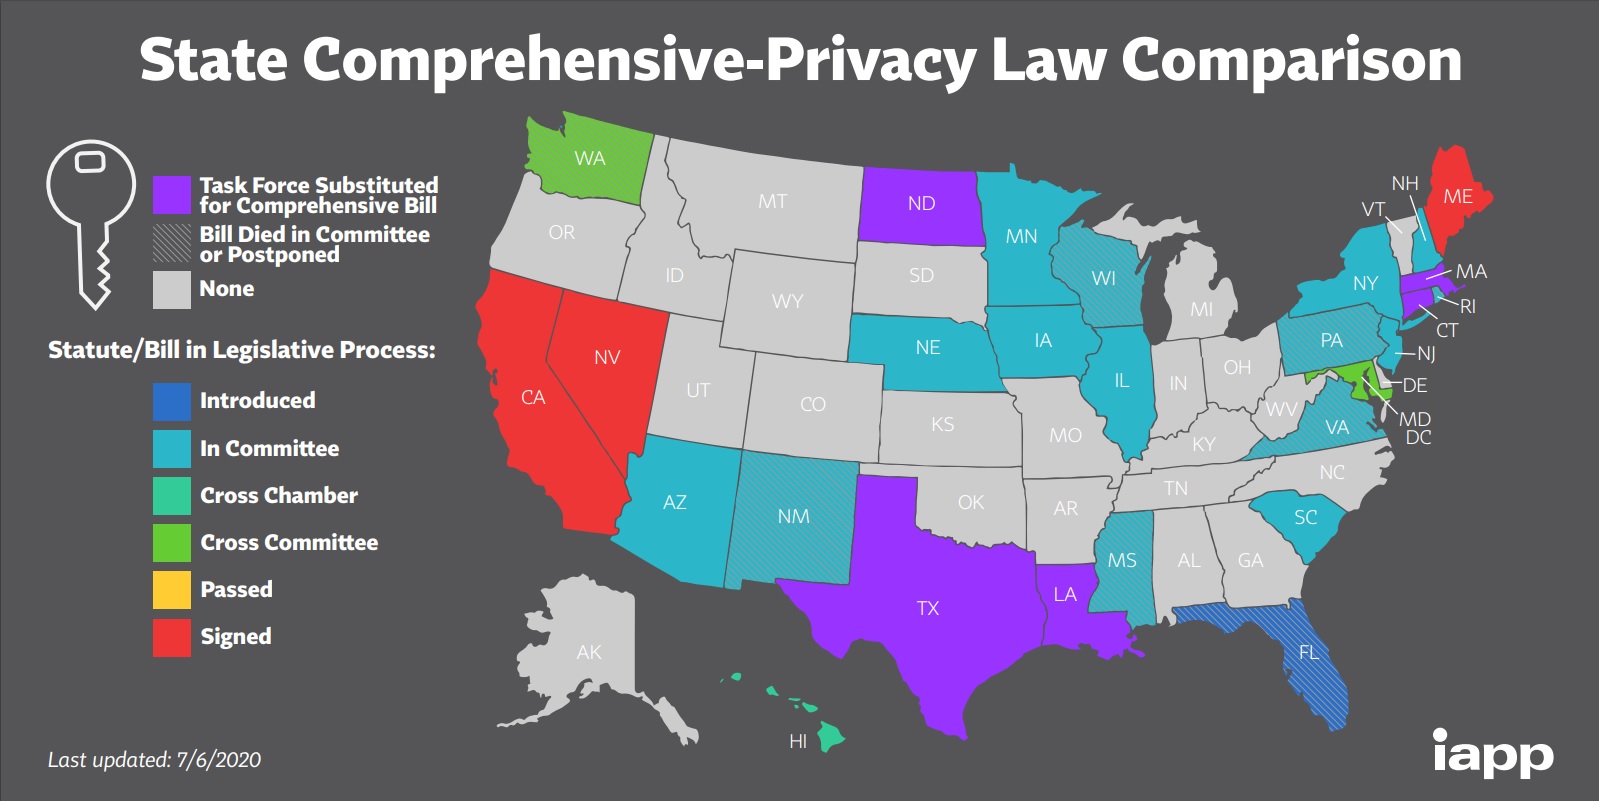 State Comprehensive-Privacy Law Comparison
Task Force Substituted
for Comprehensive Bill
Bill Died in Committee
or Postponed
None
Statute/Bill in Legislative Process:
Introduced
In Committee
Cross Chamber
Cross Committee
Passed
Signed
WA
OR
CA
NV
ID
MT
WY
UT
CO
AZ
NM
ND
SD
NE
KS
OK
TX
MN
IA
MO
AR
LA
WI
IL
MI
IN
OH
KY
TN
MS
AL
GA
FL
SC
NC
VA
WV
PA
NY
VT
NH
ME
MA
RI
CT
NJ
DE
MD
DC
AK
HI
Last updated: 7/6/2020
iapp